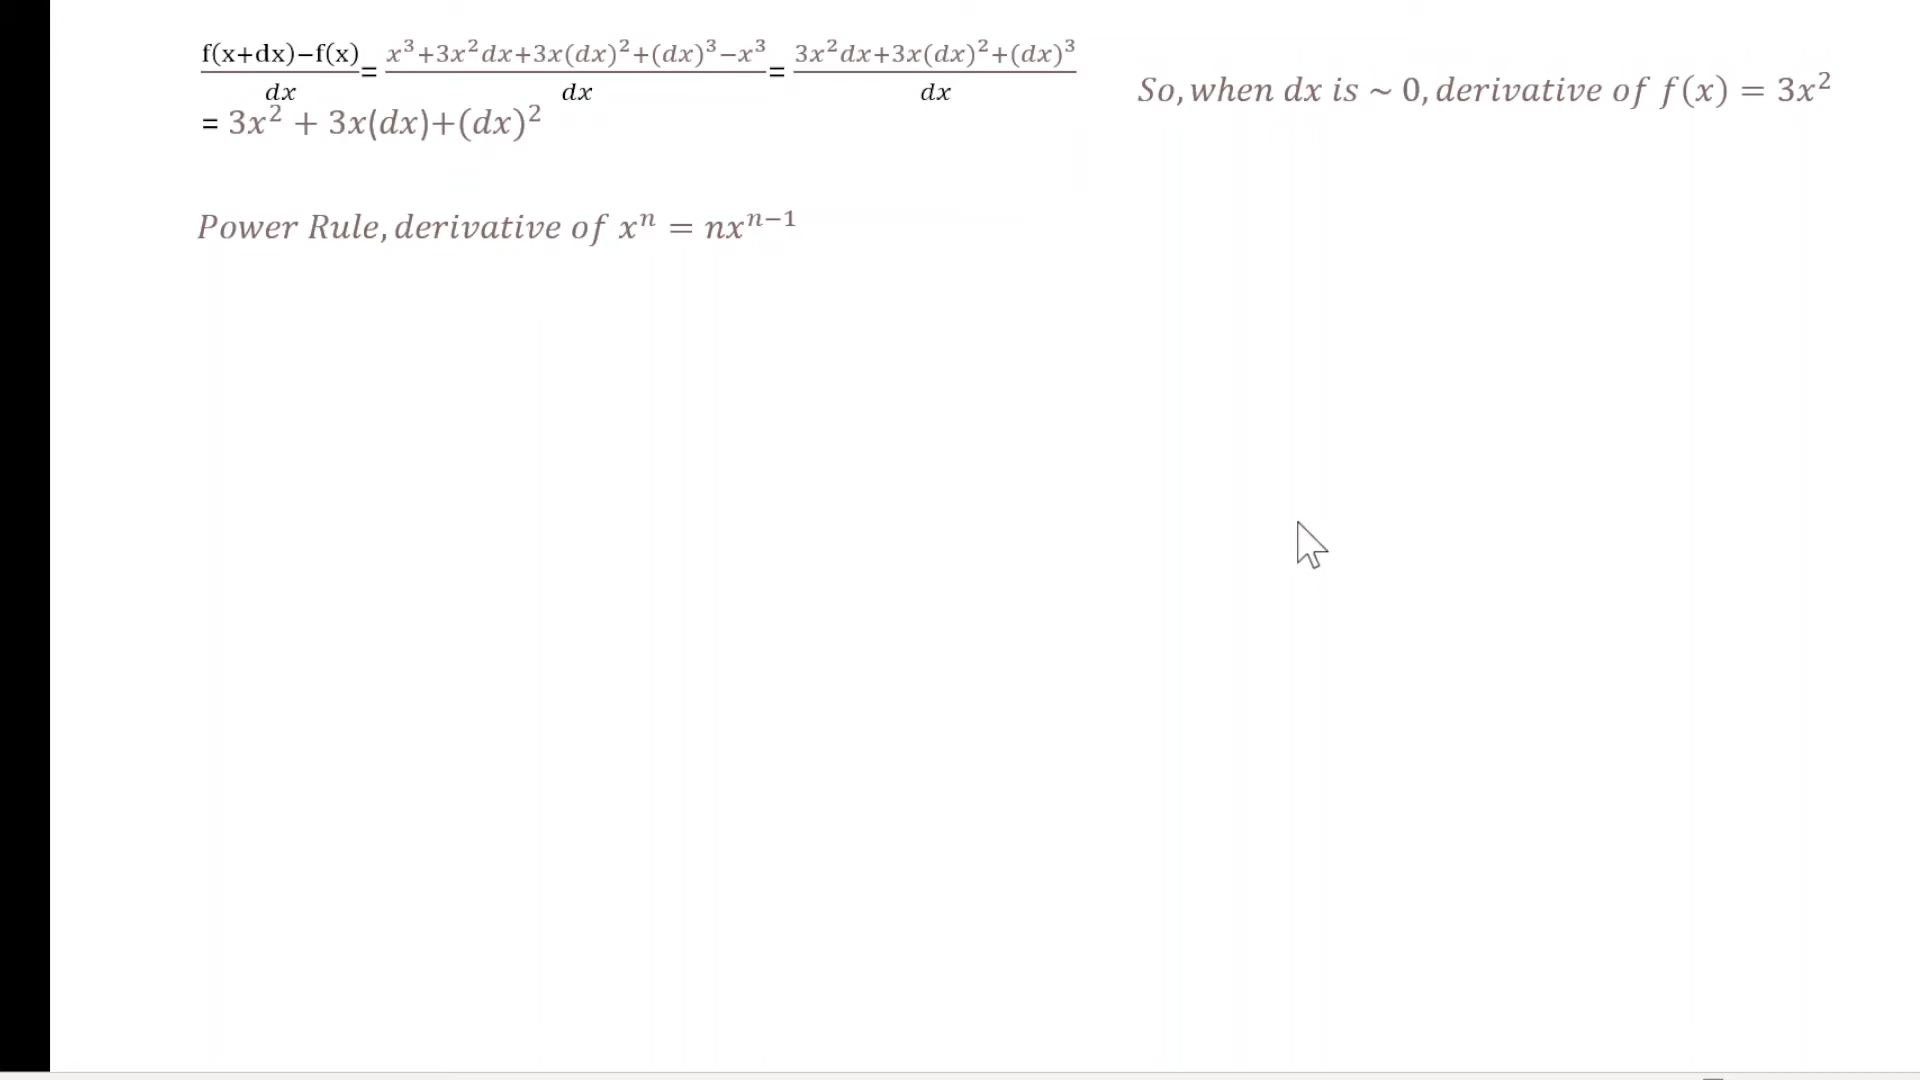 f(x+dx)−f(x)/dx = x³+3x²dx+3x(dx)²+(dx)³−x³/dx = 3x²dx+3x(dx)²+(dx)³/dx
= 3x² + 3x(dx)+(dx)²
So, when dx is ~ 0, derivative of f(x) = 3x²
Power Rule, derivative of xⁿ = nxⁿ⁻¹